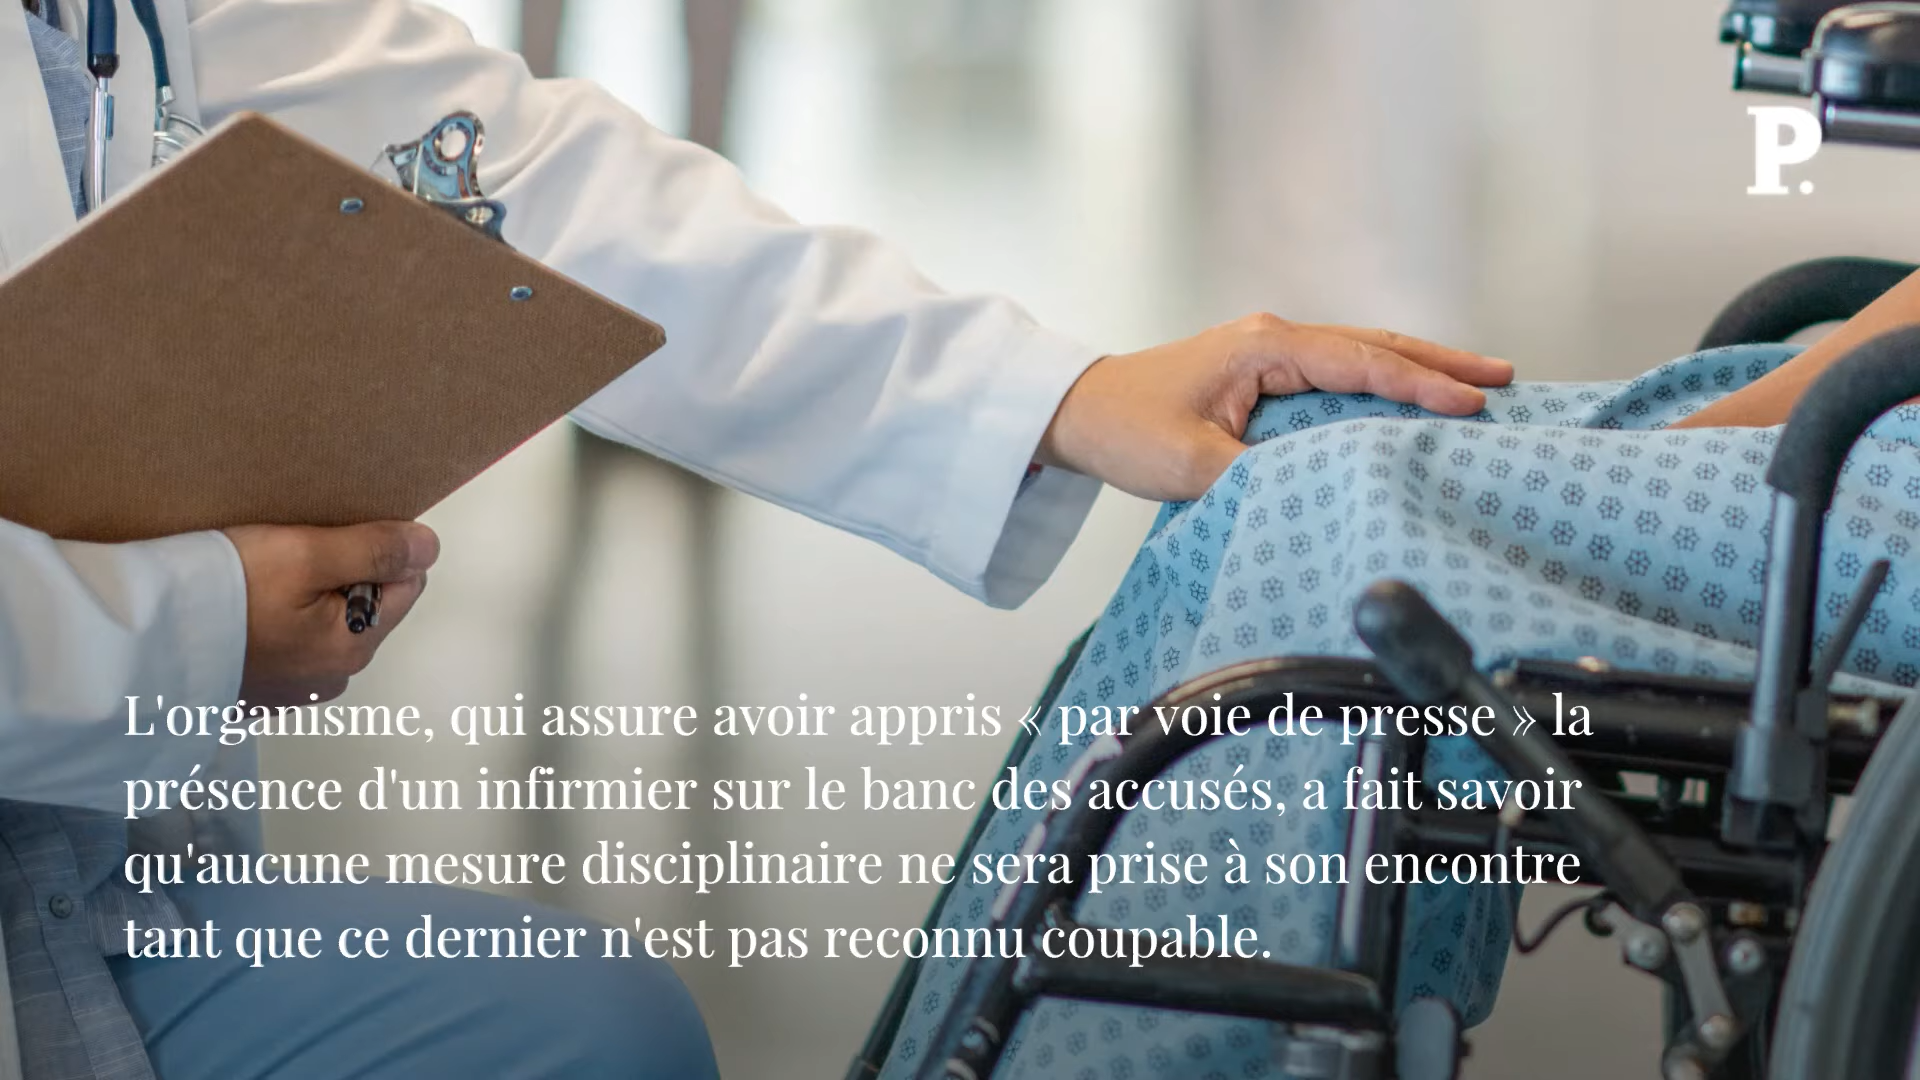 P.
L'organisme, qui assure avoir appris « par voie de presse » la
présence d'un infirmier sur le banc des accusés, a fait savoir
qu'aucune mesure disciplinaire ne sera prise à son encontre
tant que ce dernier n'est pas reconnu coupable.